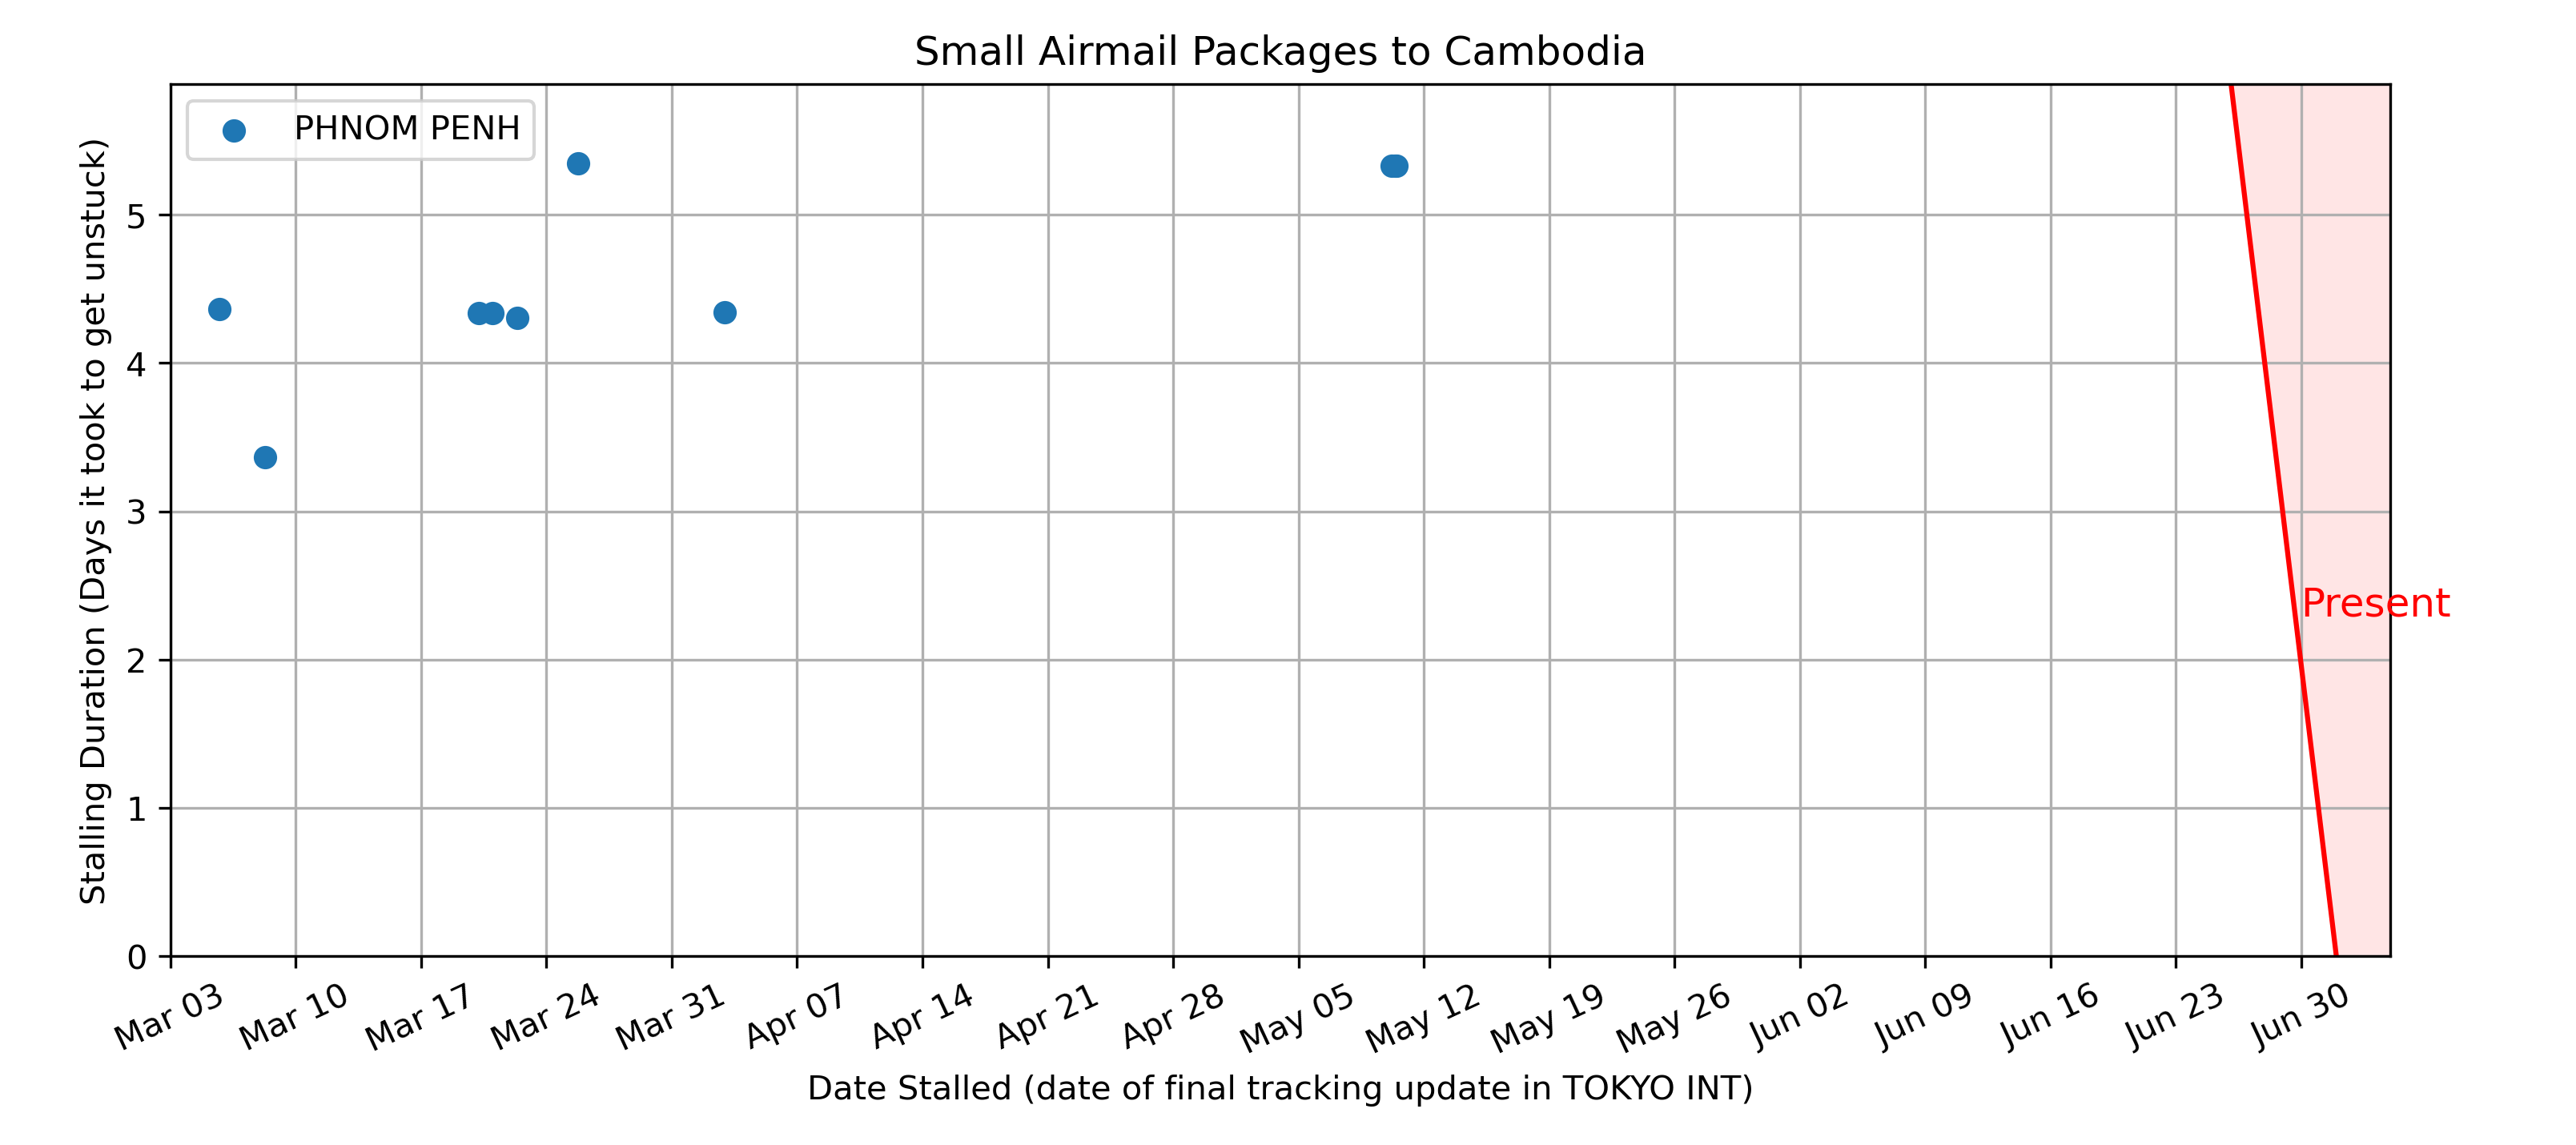 Small Airmail Packages to Cambodia
PHNOM PENH
Stalling Duration (Days it took to get unstuck)
5
4
3
2
1
0
Present
Mar 03
Mar 10
Mar 17
Mar 24
Mar 31
Apr 07
Apr 14
Apr 21
Apr 28
May 05
May 12
May 19
May 26
Jun 02
Jun 09
Jun 16
Jun 23
Jun 30
Date Stalled (date of final tracking update in TOKYO INT)